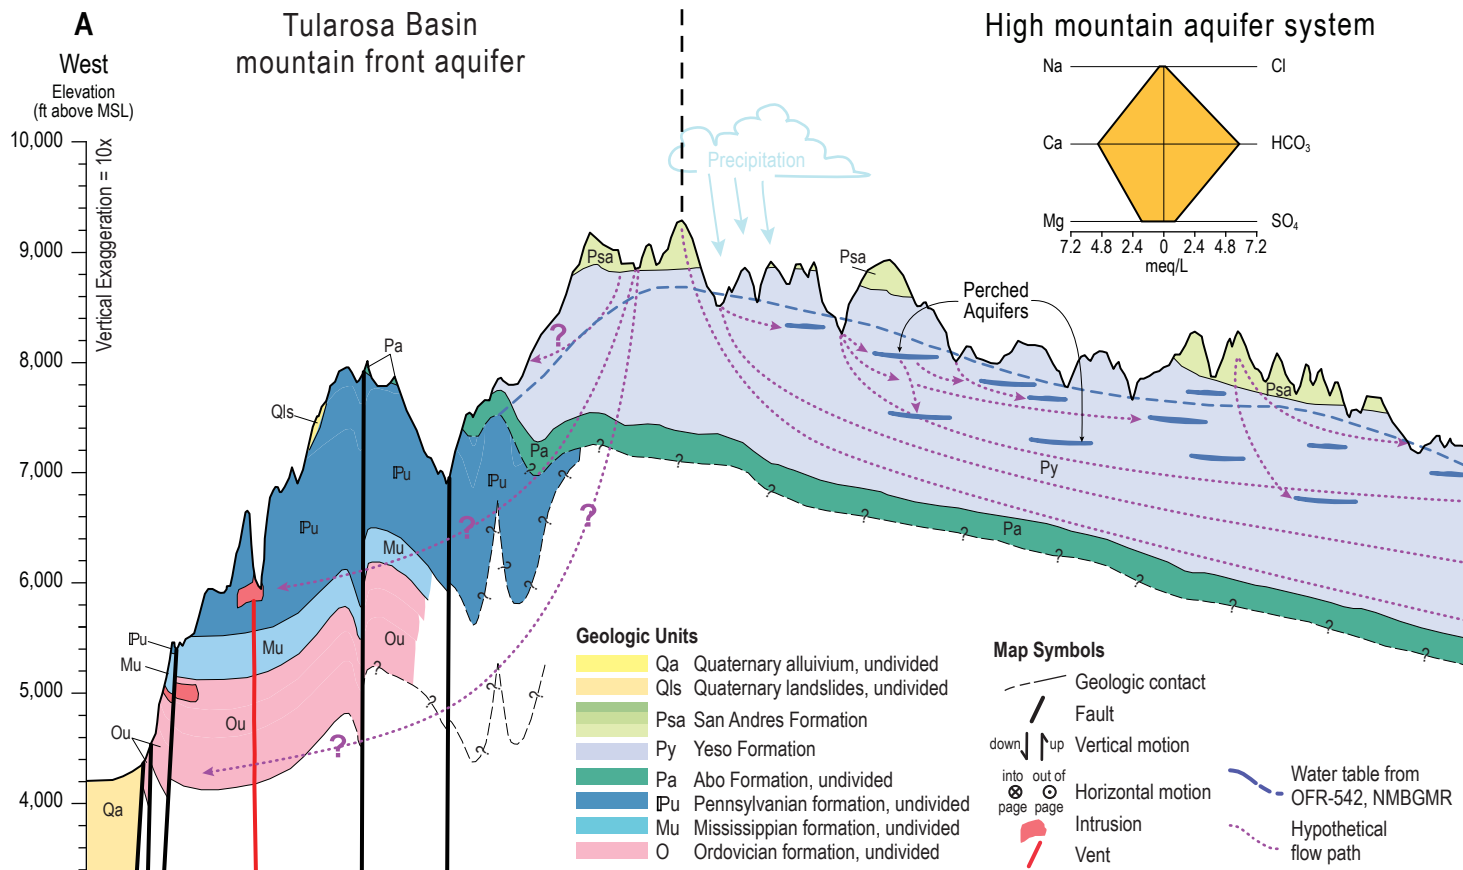 A
West
Elevation
(ft above MSL)
Tularosa Basin
mountain front aquifer
High mountain aquifer system
Na
Cl
Ca
HCO3
Mg
SO4
7.2 4.8 2.4 0 2.4 4.8 7.2
meq/L
10,000
9,000
8,000
7,000
6,000
5,000
4,000
Vertical Exaggeration = 10x
Precipitation
Psa
Psa
Perched
Aquifers
?
Pa
Qls
Psa
Pa
?
ℙu
ℙu
?
?
Py
ℙu
?
?
Pa
Mu
ℙu
Mu
Mu
Ou
Ou
Ou
?
Qa
Geologic Units
Qa Quaternary alluvium, undivided
Qls Quaternary landslides, undivided
Psa San Andres Formation
Py Yeso Formation
Pa Abo Formation, undivided
ℙu Pennsylvanian formation, undivided
Mu Mississippian formation, undivided
O Ordovician formation, undivided
Map Symbols
Geologic contact
Fault
down up Vertical motion
into page out of page Horizontal motion
Intrusion
Vent
Water table from
OFR-542, NMBGMR
Hypothetical
flow path